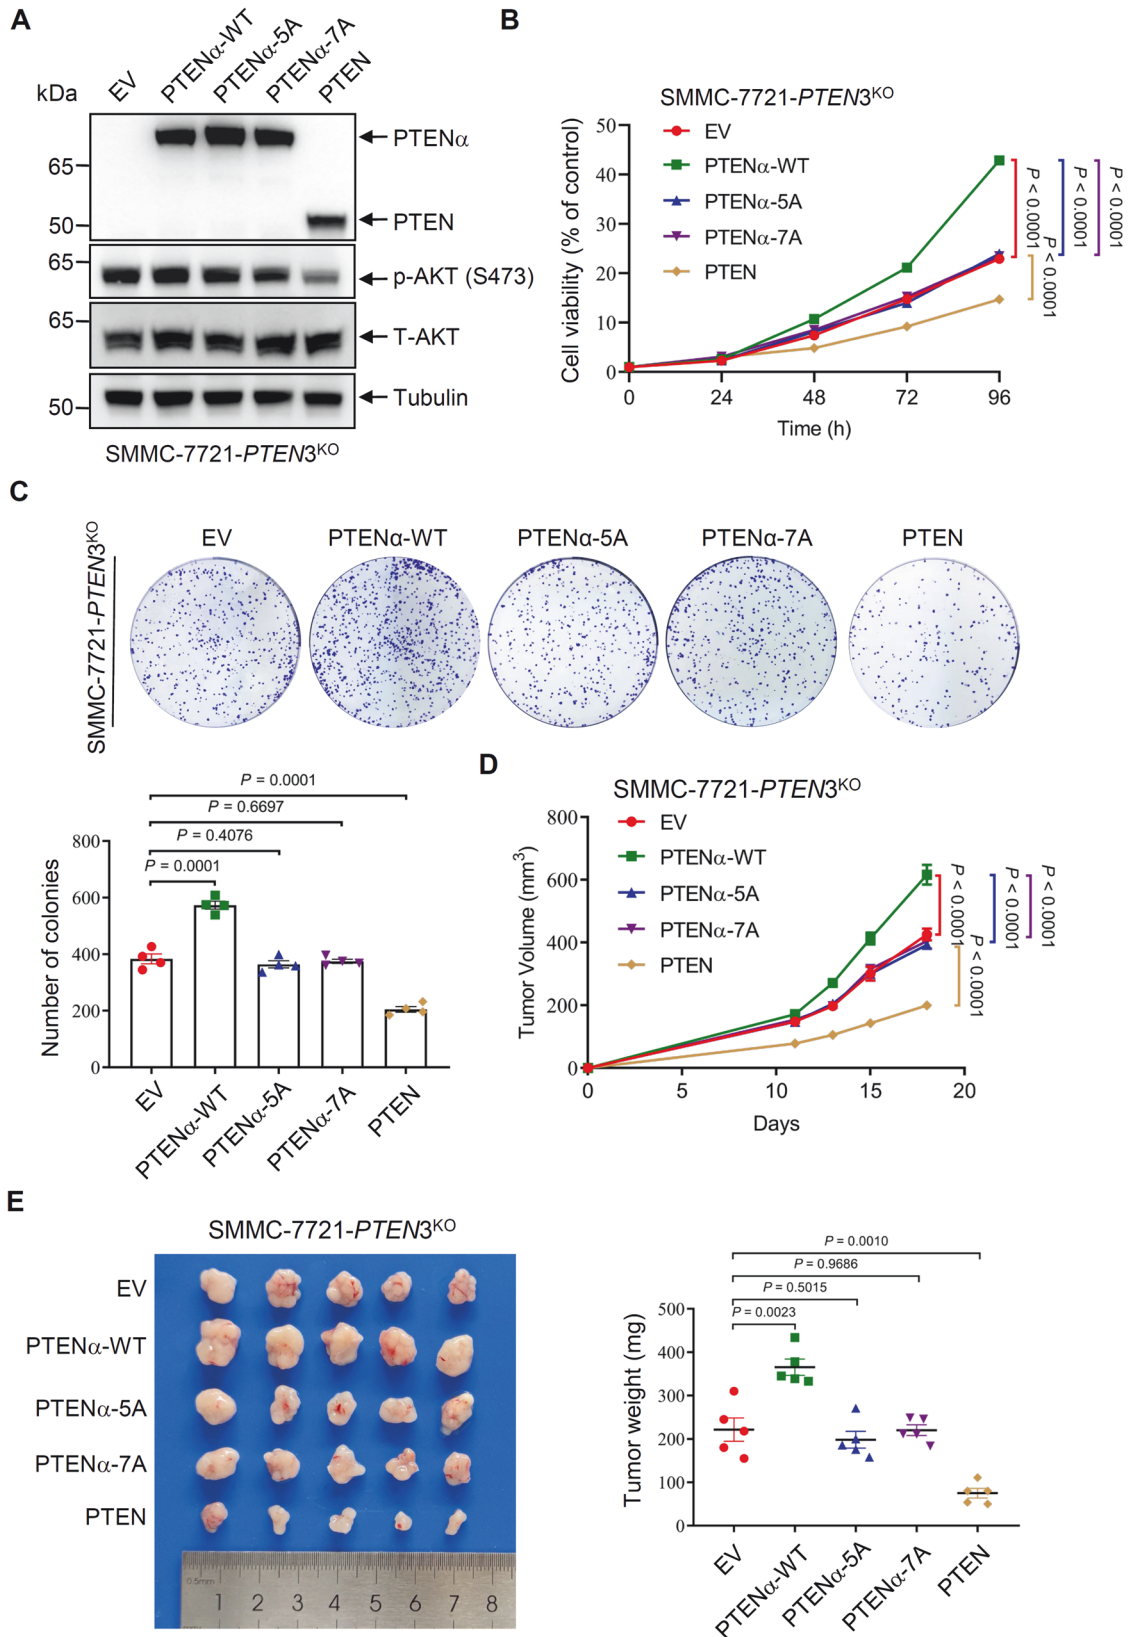 A
EV
PTENα-WT
PTENα-5A
PTENα-7A
PTEN
kDa
65
50
65
65
50
PTENα
PTEN
p-AKT (S473)
T-AKT
Tubulin
SMMC-7721-PTEN3KO
B
SMMC-7721-PTEN3KO
EV
PTENα-WT
PTENα-5A
PTENα-7A
PTEN
Cell viability (% of control)
50
40
30
20
10
0
0 24 48 72 96
Time (h)
P < 0.0001
P < 0.0001
P < 0.0001
P < 0.0001
C
SMMC-7721-PTEN3KO
EV
PTENα-WT
PTENα-5A
PTENα-7A
PTEN
P = 0.0001
P = 0.6697
P = 0.4076
P = 0.0001
Number of colonies
800
600
400
200
0
EV
PTENα-WT
PTENα-5A
PTENα-7A
PTEN
D
SMMC-7721-PTEN3KO
EV
PTENα-WT
PTENα-5A
PTENα-7A
PTEN
Tumor Volume (mm3)
800
600
400
200
0
0 5 10 15 20
Days
P < 0.0001
P < 0.0001
P < 0.0001
P < 0.0001
E
SMMC-7721-PTEN3KO
EV
PTENα-WT
PTENα-5A
PTENα-7A
PTEN
0.5mm
1 2 3 4 5 6 7 8
P = 0.0010
P = 0.9686
P = 0.5015
P = 0.0023
Tumor weight (mg)
500
400
300
200
100
0
EV
PTENα-WT
PTENα-5A
PTENα-7A
PTEN